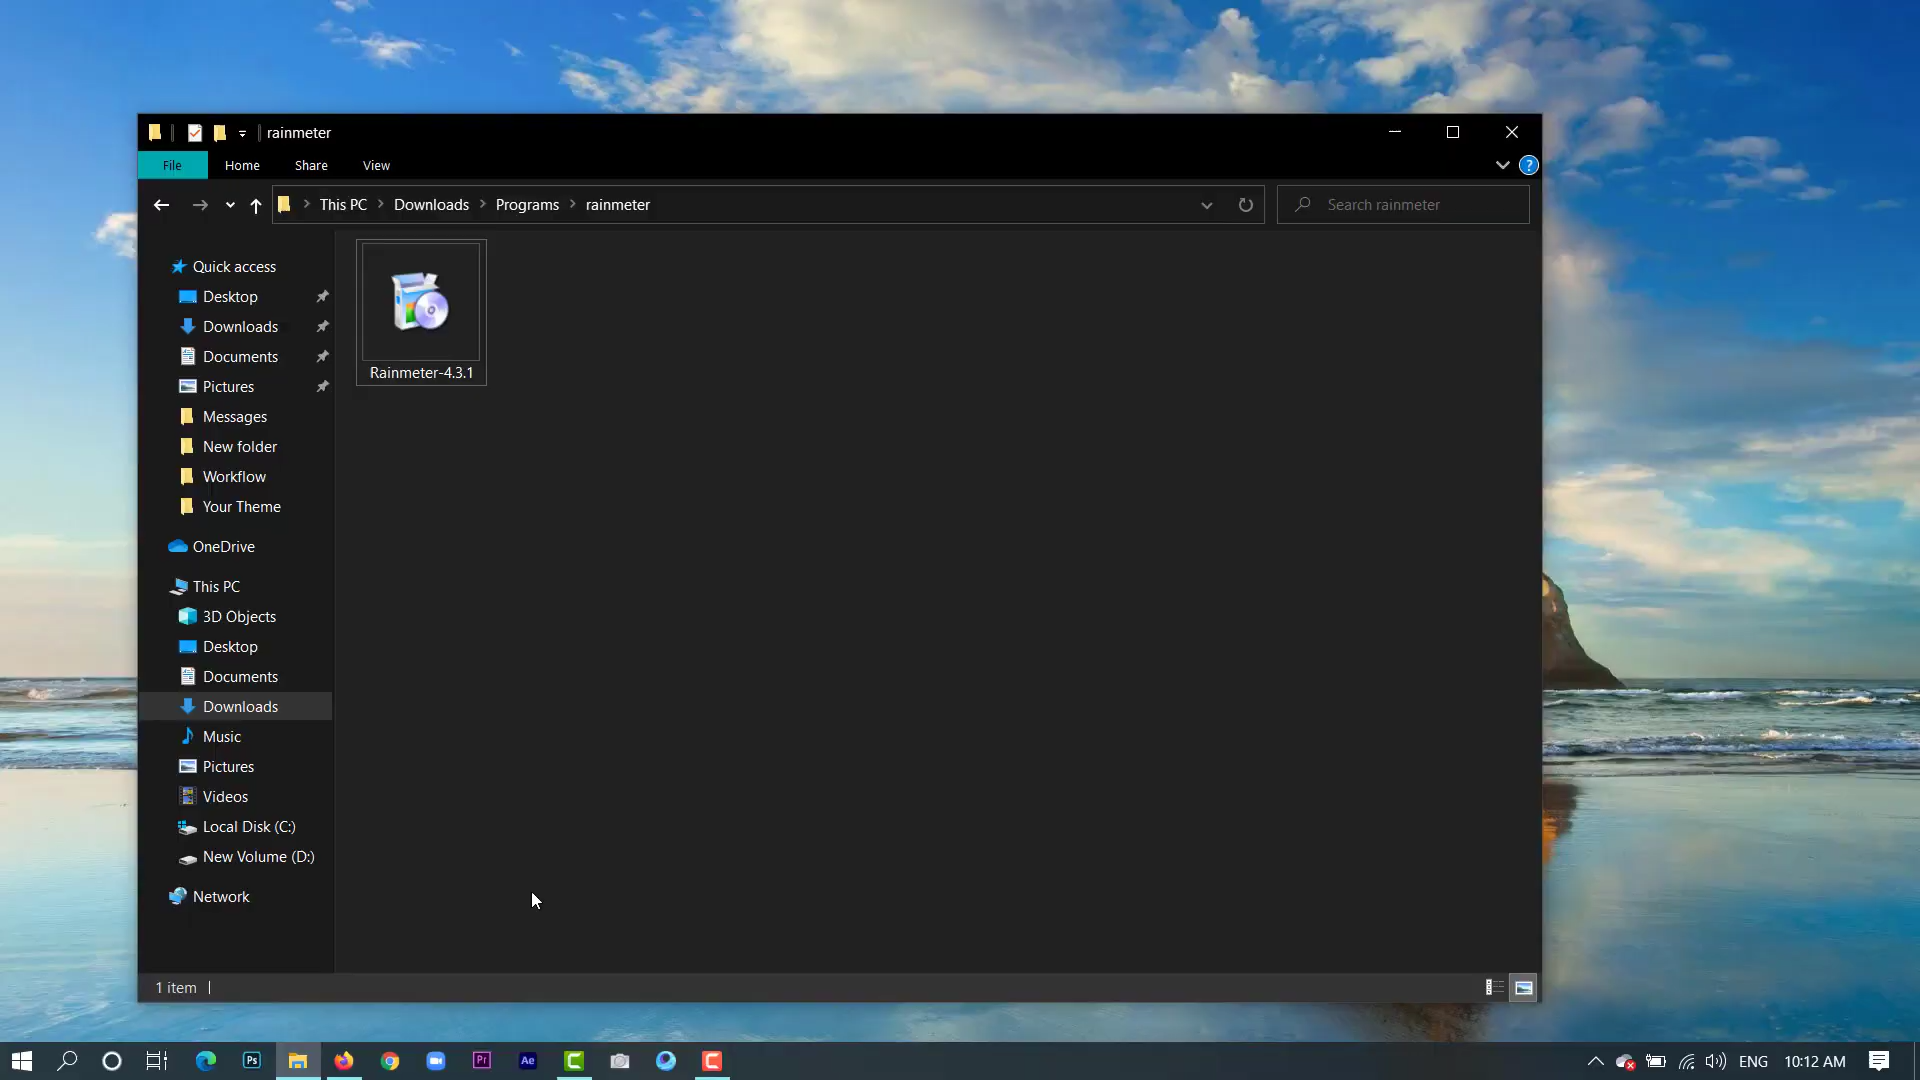 rainmeter
File Home Share View
This PC Downloads Programs rainmeter
Search rainmeter
Quick access
Desktop
Downloads
Documents
Pictures
Messages
New folder
Workflow
Your Theme
OneDrive
This PC
3D Objects
Desktop
Documents
Downloads
Music
Pictures
Videos
Local Disk (C:)
New Volume (D:)
Network
Rainmeter-4.3.1
1 item
Ps Pr Ae ENG 10:12 AM